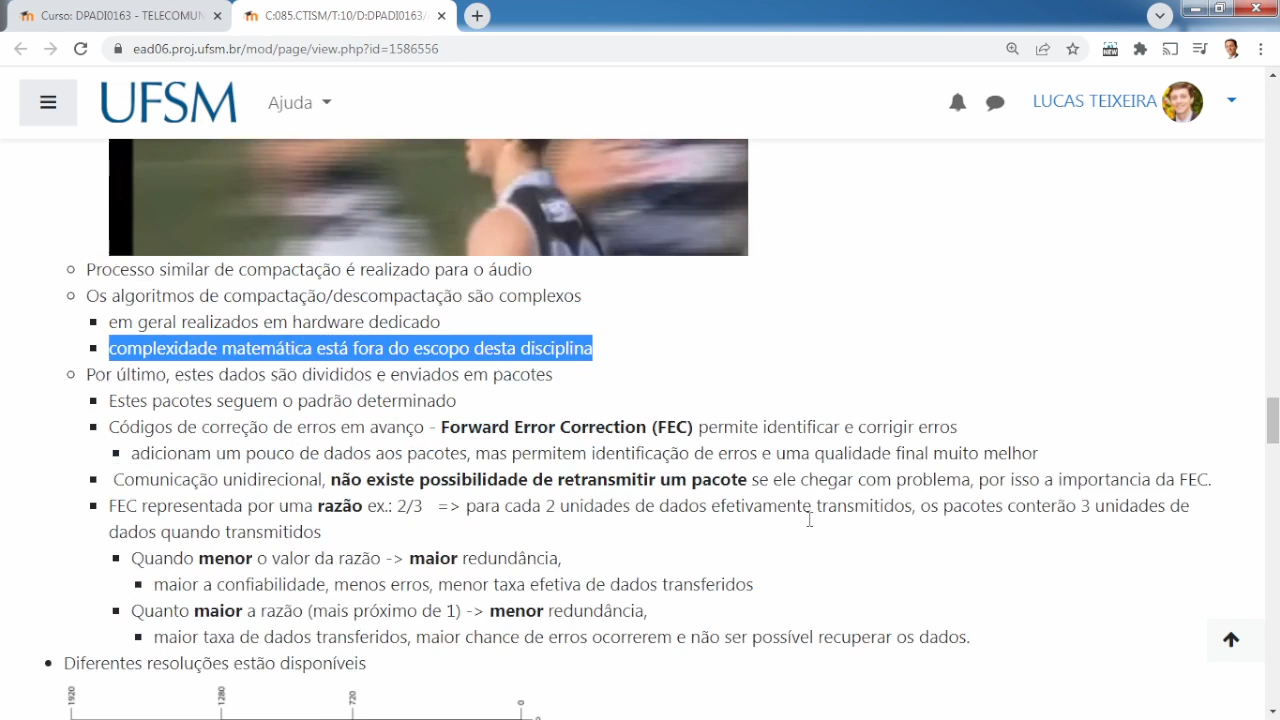 Curso: DPADI0163 - TELECOMUN
C:085.CTISM/T:10/D:DPADI0163/
ead06.proj.ufsm.br/mod/page/view.php?id=1586556
UFSM
Ajuda
LUCAS TEIXEIRA
Processo similar de compactação é realizado para o áudio
Os algoritmos de compactação/descompactação são complexos
em geral realizados em hardware dedicado
complexidade matemática está fora do escopo desta disciplina
Por último, estes dados são divididos e enviados em pacotes
Estes pacotes seguem o padrão determinado
Códigos de correção de erros em avanço - Forward Error Correction (FEC) permite identificar e corrigir erros
adicionam um pouco de dados aos pacotes, mas permitem identificação de erros e uma qualidade final muito melhor
Comunicação unidirecional, não existe possibilidade de retransmitir um pacote se ele chegar com problema, por isso a importancia da FEC.
FEC representada por uma razão ex.: 2/3 => para cada 2 unidades de dados efetivamente transmitidos, os pacotes conterão 3 unidades de
dados quando transmitidos
Quando menor o valor da razão -> maior redundância,
maior a confiabilidade, menos erros, menor taxa efetiva de dados transferidos
Quanto maior a razão (mais próximo de 1) -> menor redundância,
maior taxa de dados transferidos, maior chance de erros ocorrerem e não ser possível recuperar os dados.
Diferentes resoluções estão disponíveis
1920
1280
720
0